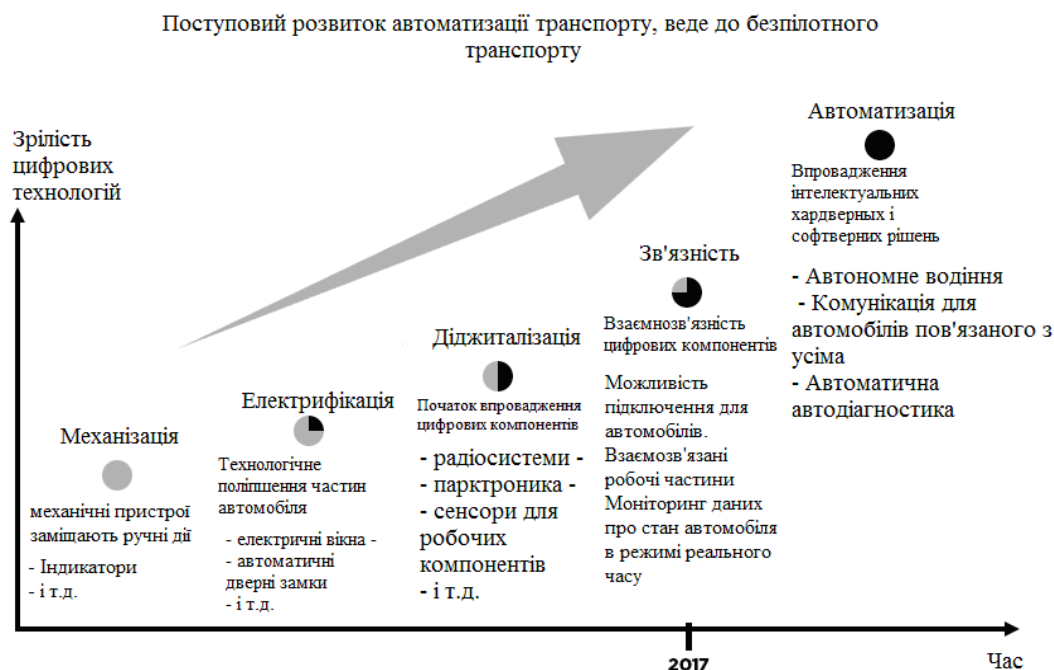 Поступовий розвиток автоматизації транспорту, веде до безпілотного
транспорту
Зрілість
цифрових
технологій
Механізація
механічні пристрої
заміщають ручні дії
- Індикатори
- і т.д.
Електрифікація
Технологічне
поліпшення частин
автомобіля
- електричні вікна -
- автоматичні
дверні замки
- і т.д.
Діджиталізація
Початок впровадження
цифрових компонентів
- радіосистеми -
- парктроника -
- сенсори для
робочих
компонентів
- і т.д.
Зв'язність
Взаємнозв'язність
цифрових компонентів
Можливість
підключення для
автомобілів.
Взаємозв'язані
робочі частини
Моніторинг даних
про стан автомобіля
в режимі реального
часу
Автоматизація
Впровадження
інтелектуальних
хардверных і
софтверних рішень
- Автономне водіння
- Комунікація для
автомобілів пов'язаного з
усіма
- Автоматична
автодіагностика
2017
Час